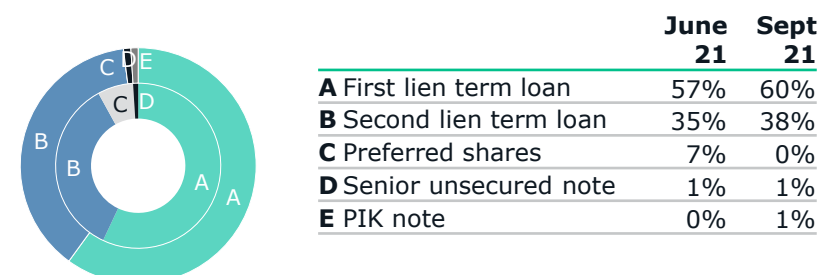 June Sept
21 21
A First lien term loan 57% 60%
B Second lien term loan 35% 38%
C Preferred shares 7% 0%
D Senior unsecured note 1% 1%
E PIK note 0% 1%
C D E
C D
B
B
A
A